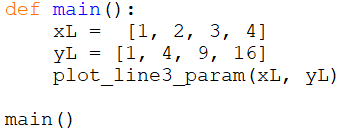 def main():
    xL =  [1, 2, 3, 4]
    yL = [1, 4, 9, 16]
    plot_line3_param(xL, yL)

main()